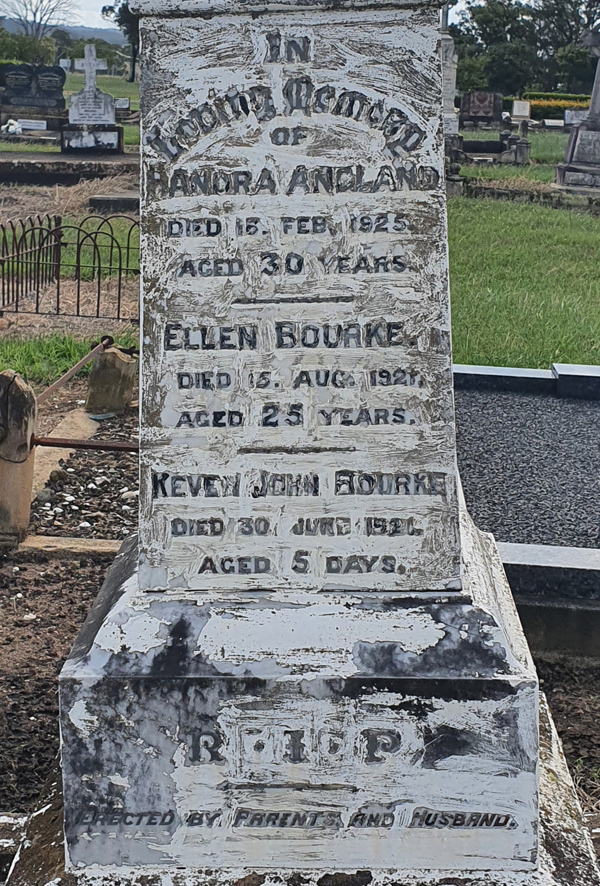 IN
Loving Memory
OF
HANORA ANGLAND
DIED 15. FEB. 1925.
AGED 30 YEARS.
ELLEN BOURKE.
DIED 15. AUG. 1921.
AGED 25 YEARS.
KEVEN JOHN BOURKE
DIED 30. JUNE 1921.
AGED 5 DAYS.
R.I.P
ERECTED BY PARENTS AND HUSBAND.